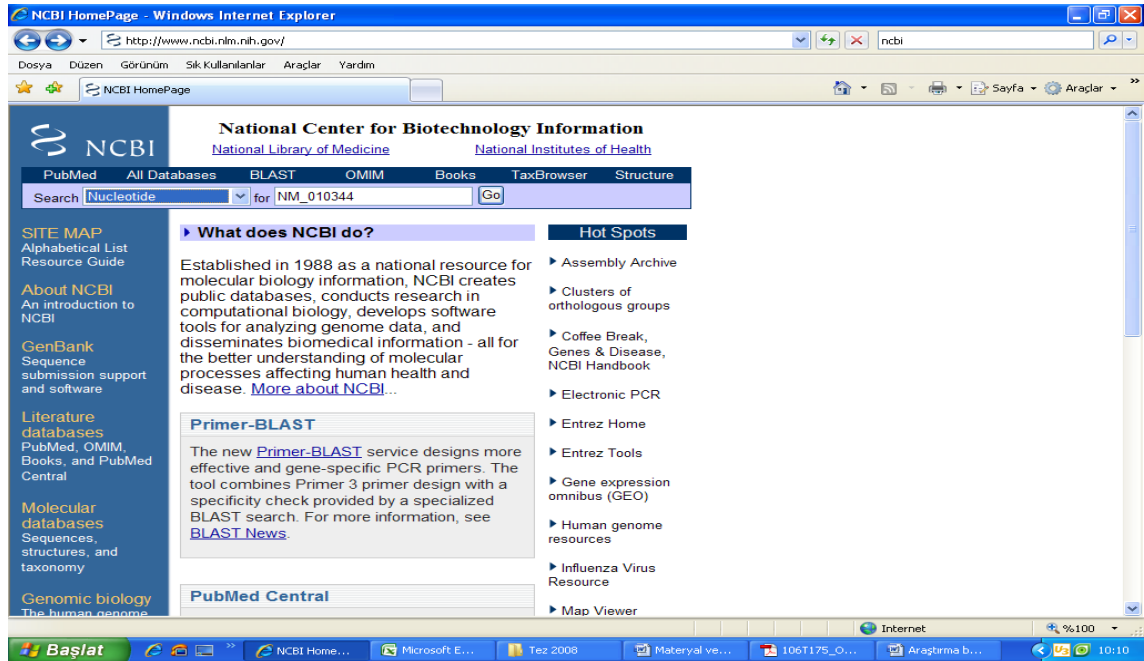 NCBI HomePage - Windows Internet Explorer
http://www.ncbi.nlm.nih.gov/
ncbi
Dosya Düzen Görünüm Sık Kullanılanlar Araçlar Yardım
NCBI HomePage
Sayfa Araçlar
NCBI
National Center for Biotechnology Information
National Library of Medicine National Institutes of Health
PubMed All Databases BLAST OMIM Books TaxBrowser Structure
Search Nucleotide for NM_010344 Go
SITE MAP
Alphabetical List
Resource Guide
About NCBI
An introduction to
NCBI
GenBank
Sequence
submission support
and software
Literature
databases
PubMed, OMIM,
Books, and PubMed
Central
Molecular
databases
Sequences,
structures, and
taxonomy
Genomic biology
The human genome
What does NCBI do?
Established in 1988 as a national resource for
molecular biology information, NCBI creates
public databases, conducts research in
computational biology, develops software
tools for analyzing genome data, and
disseminates biomedical information - all for
the better understanding of molecular
processes affecting human health and
disease. More about NCBI...
Primer-BLAST
The new Primer-BLAST service designs more
effective and gene-specific PCR primers. The
tool combines Primer 3 primer design with a
specificity check provided by a specialized
BLAST search. For more information, see
BLAST News.
PubMed Central
Hot Spots
Assembly Archive
Clusters of
orthologous groups
Coffee Break,
Genes & Disease,
NCBI Handbook
Electronic PCR
Entrez Home
Entrez Tools
Gene expression
omnibus (GEO)
Human genome
resources
Influenza Virus
Resource
Map Viewer
Internet %100
Başlat NCBI Home... Microsoft E... Tez 2008 Materyal ve... 106T175_O... Araştırma b... 10:10